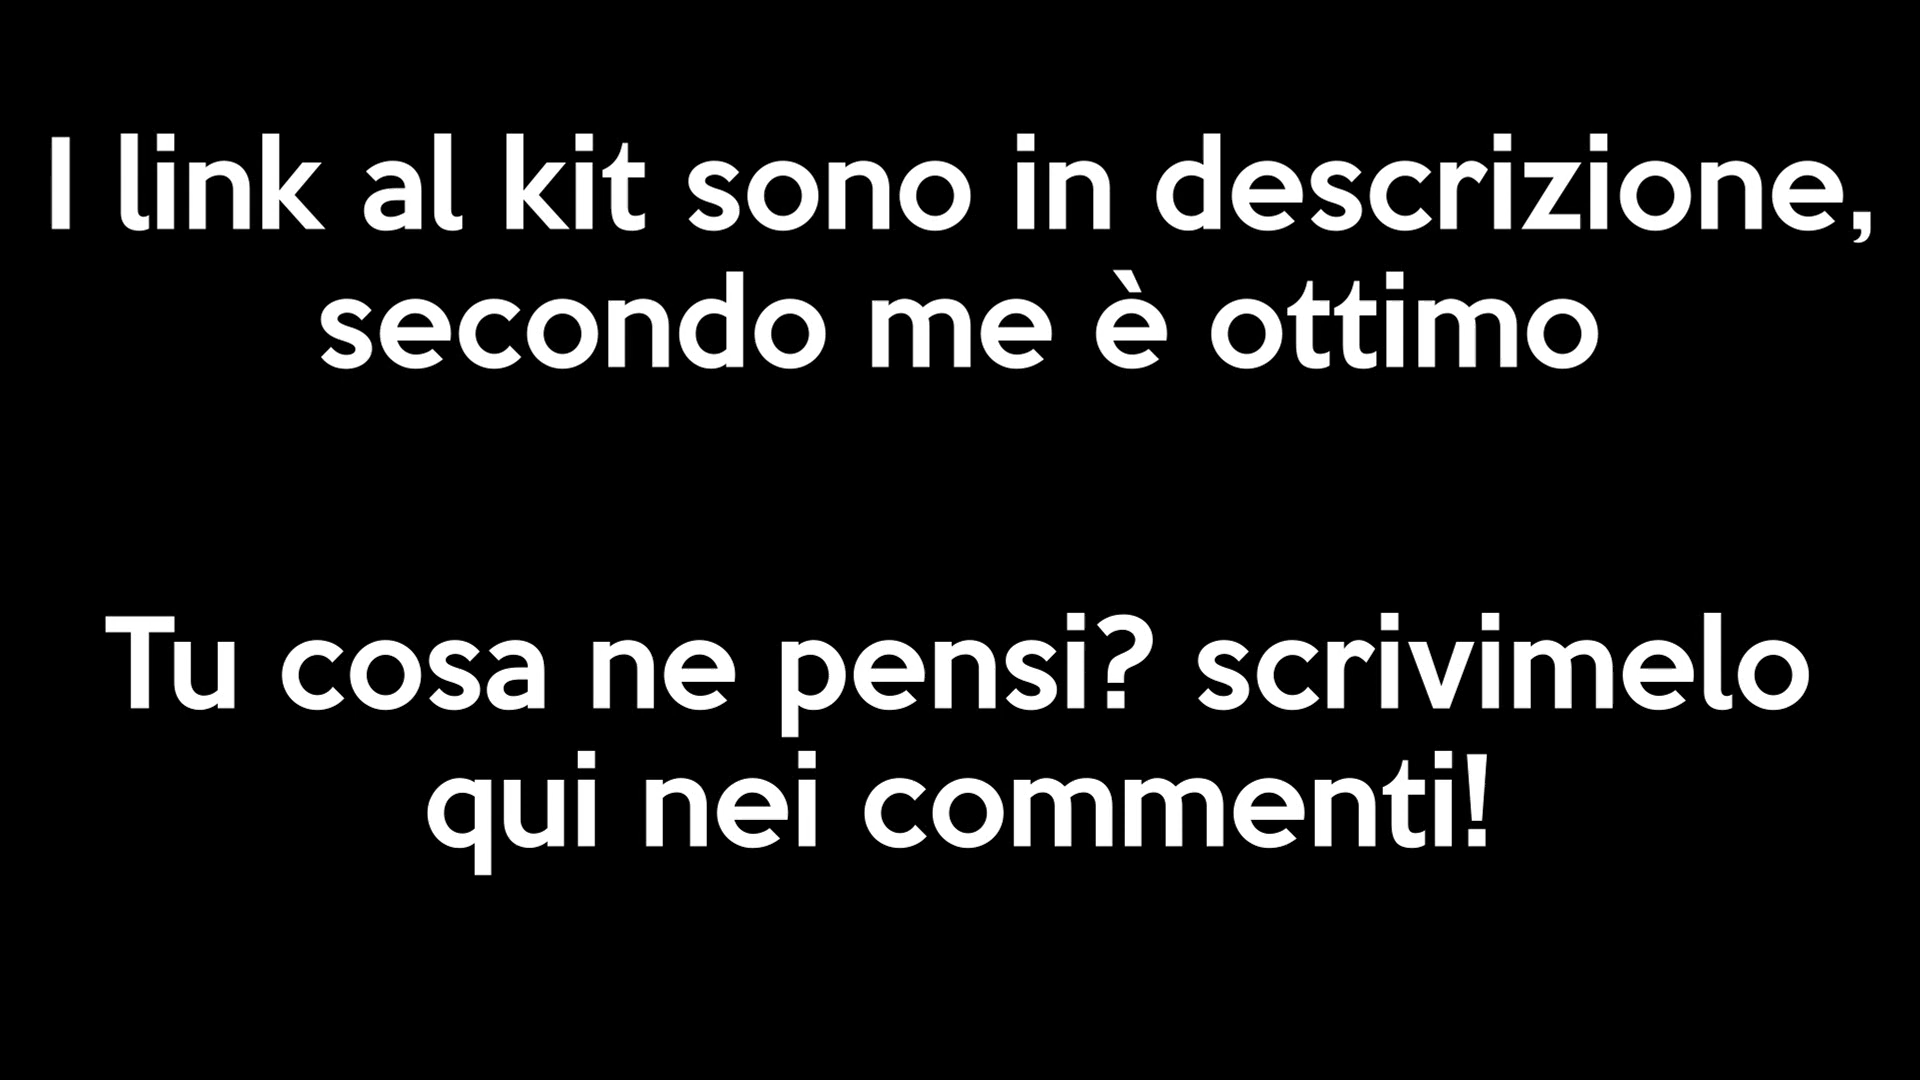 I link al kit sono in descrizione,
secondo me è ottimo
Tu cosa ne pensi? scrivimelo
qui nei commenti!